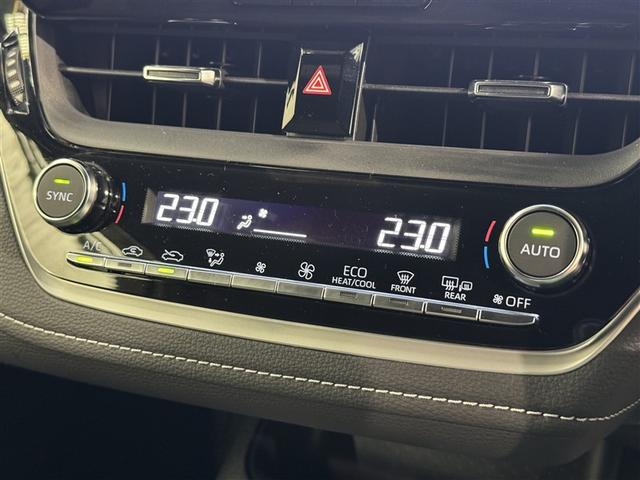 SYNC
23.0
23.0
AUTO
A/C
ECO
HEAT/COOL
FRONT
REAR
OFF